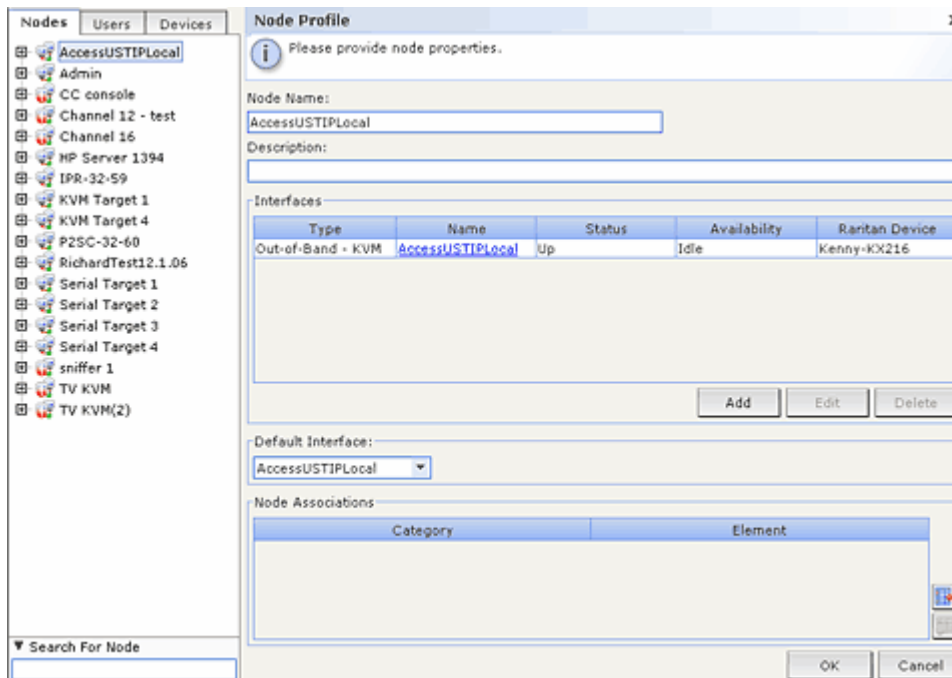 Nodes Users Devices
AccessUSTIPLocal
Admin
CC console
Channel 12 - test
Channel 16
HP Server 1394
IPR-32-59
KVM Target 1
KVM Target 4
P2SC-32-60
RichardTest12.1.06
Serial Target 1
Serial Target 2
Serial Target 3
Serial Target 4
sniffer 1
TV KVM
TV KVM(2)
Search For Node
Node Profile
Please provide node properties.
Node Name:
AccessUSTIPLocal
Description:
Interfaces
Type Name Status Availability Raritan Device
Out-of-Band - KVM AccessUSTIPLocal Up Idle Kenny-KX216
Add Edit Delete
Default Interface:
AccessUSTIPLocal
Node Associations
Category Element
OK Cancel